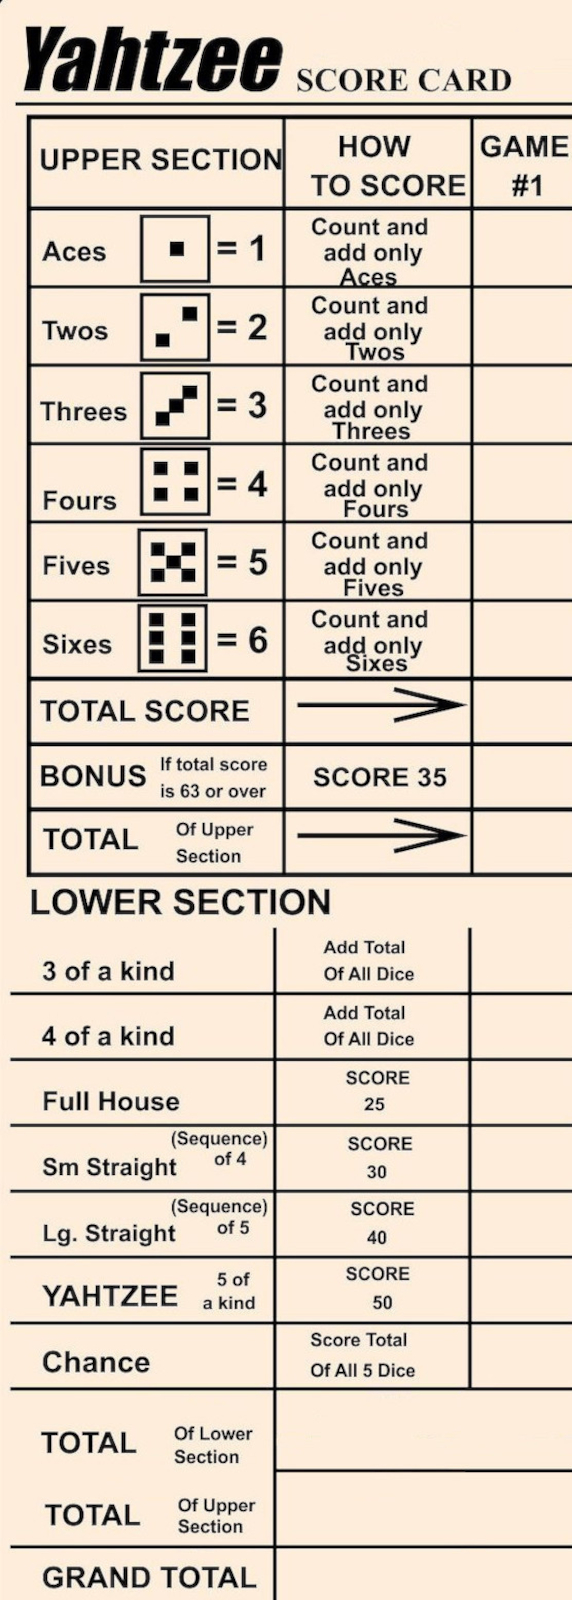 Yahtzee SCORE CARD
UPPER SECTION
HOW
TO SCORE
GAME
#1
Aces = 1
Count and
add only
Aces
Twos = 2
Count and
add only
Twos
Threes = 3
Count and
add only
Threes
Fours = 4
Count and
add only
Fours
Fives = 5
Count and
add only
Fives
Sixes = 6
Count and
add only
Sixes
TOTAL SCORE
BONUS
If total score
is 63 or over
SCORE 35
TOTAL
Of Upper
Section
LOWER SECTION
3 of a kind
Add Total
Of All Dice
4 of a kind
Add Total
Of All Dice
Full House
SCORE
25
Sm Straight
(Sequence)
of 4
SCORE
30
Lg. Straight
(Sequence)
of 5
SCORE
40
YAHTZEE
5 of
a kind
SCORE
50
Chance
Score Total
Of All 5 Dice
TOTAL
Of Lower
Section
TOTAL
Of Upper
Section
GRAND TOTAL